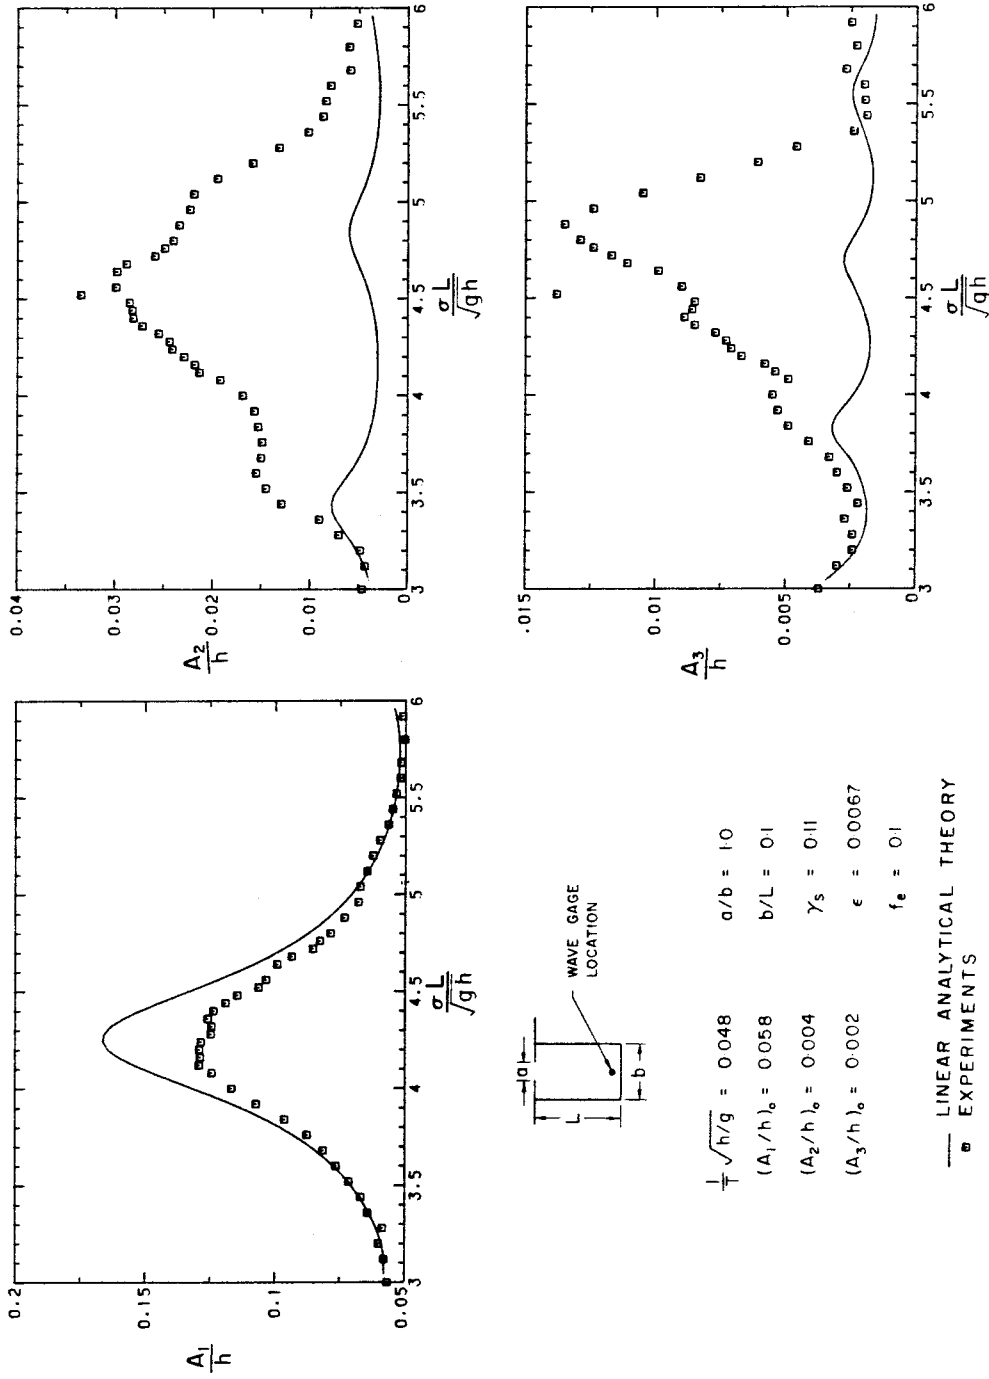 0.2
0.15
0.1
0.05
A₁/h
3
3.5
4
4.5
5
5.5
6
σL/√gh
0.04
0.03
0.02
0.01
0
A₂/h
3
3.5
4
4.5
5
5.5
6
σL/√gh
.015
0.01
0.005
0
A₃/h
3
3.5
4
4.5
5
5.5
6
σL/√gh
a
L
b
WAVE GAGE
LOCATION
1/T √h/g = 0.048
a/b = 1.0
(A₁/h)₀ = 0.058
b/L = 0.1
(A₂/h)₀ = 0.004
γs = 0.11
(A₃/h)₀ = 0.002
ε = 0.0067
fe = 0.1
LINEAR ANALYTICAL THEORY
EXPERIMENTS